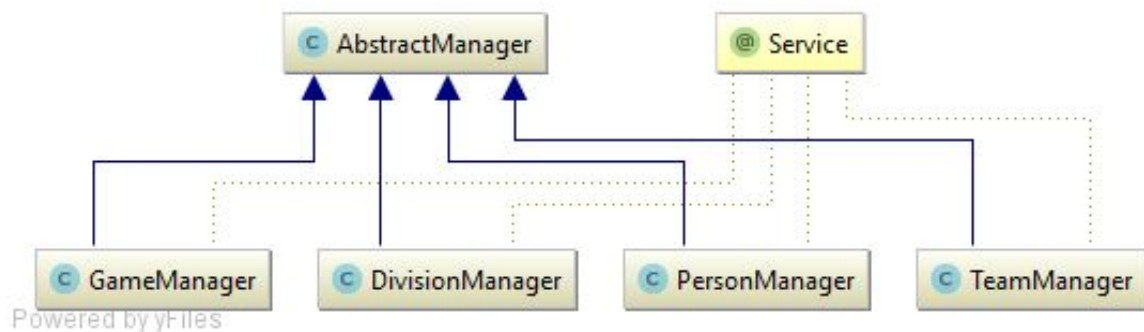 C AbstractManager
@ Service
C GameManager
C DivisionManager
C PersonManager
C TeamManager
Powered by yFiles